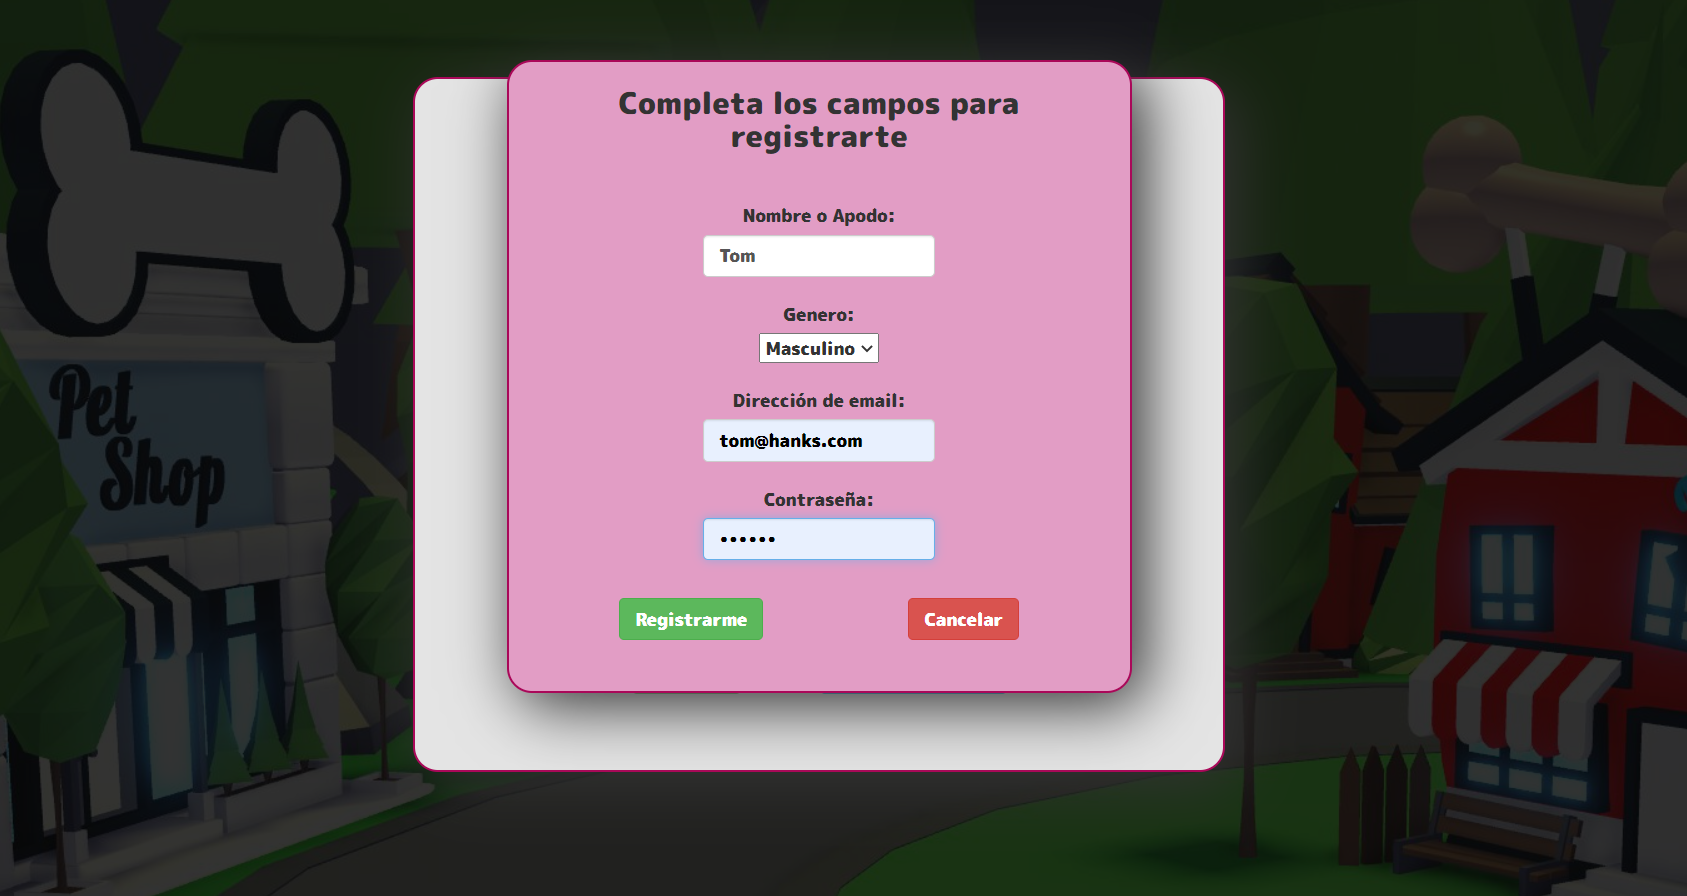 Completa los campos para
registrarte
Nombre o Apodo:
Tom
Genero:
Masculino
Dirección de email:
tom@hanks.com
Contraseña:
••••••
Registrarme
Cancelar
Pet
Shop